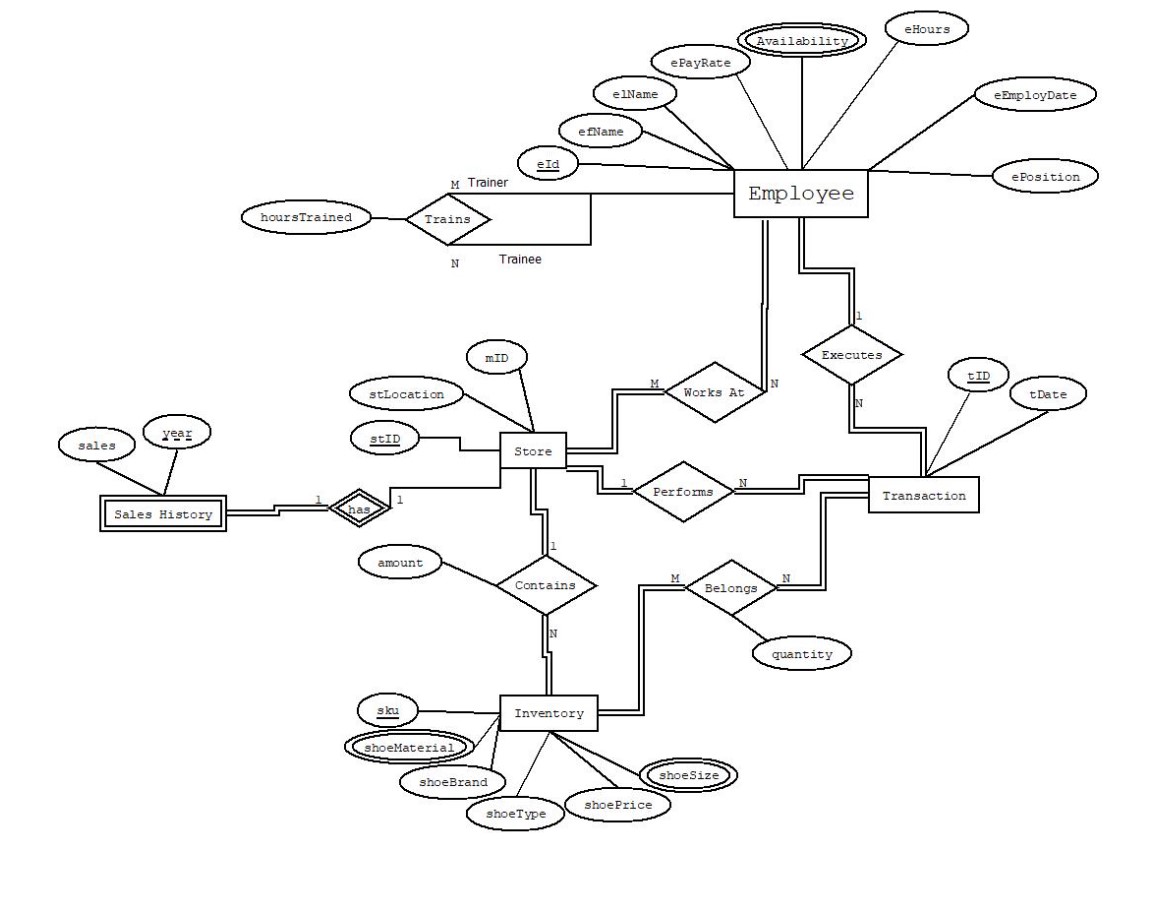 eHours
Availability
ePayRate
elName
eEmployDate
efName
eId
ePosition
M Trainer
Employee
hoursTrained
Trains
N
Trainee
1
mID
Executes
tID
stLocation
M
Works At
N
tDate
N
year
stID
sales
Store
1
Performs
N
Transaction
1
1
has
Sales History
1
amount
Contains
M
Belongs
N
N
quantity
sku
Inventory
shoeMaterial
shoeSize
shoeBrand
shoePrice
shoeType